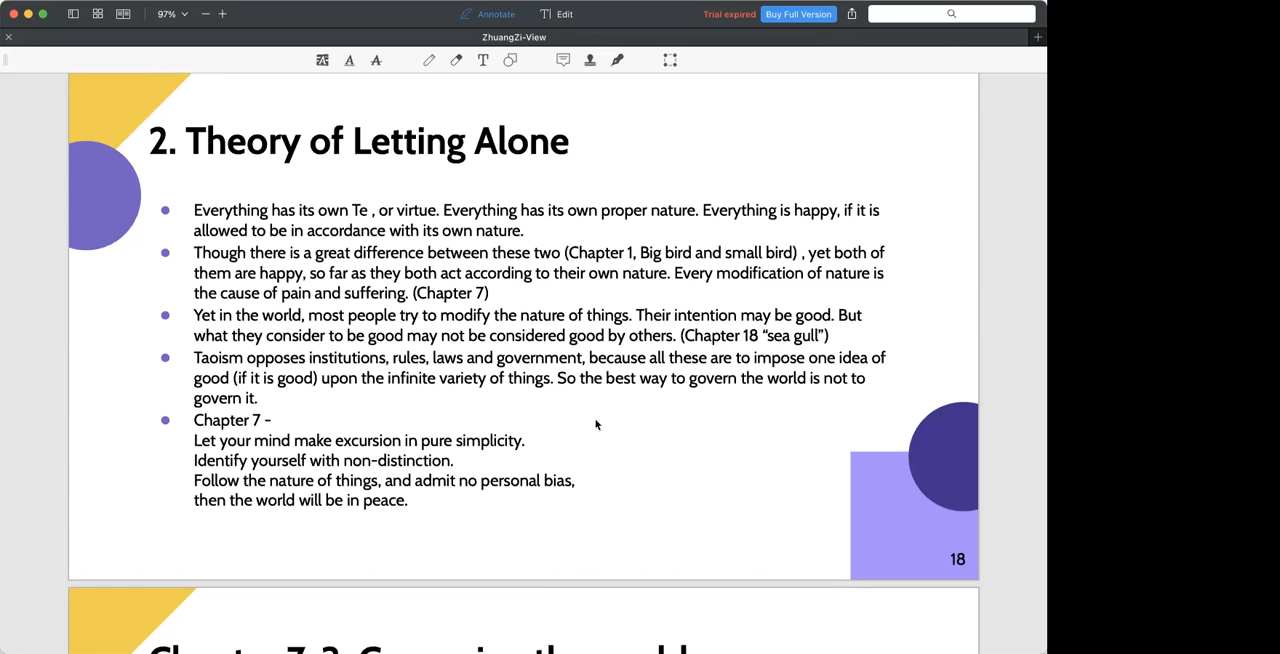 97%
Annotate
Edit
Trial expired
Buy Full Version
ZhuangZi-View
2. Theory of Letting Alone
Everything has its own Te , or virtue. Everything has its own proper nature. Everything is happy, if it is
allowed to be in accordance with its own nature.
Though there is a great difference between these two (Chapter 1, Big bird and small bird) , yet both of
them are happy, so far as they both act according to their own nature. Every modification of nature is
the cause of pain and suffering. (Chapter 7)
Yet in the world, most people try to modify the nature of things. Their intention may be good. But
what they consider to be good may not be considered good by others. (Chapter 18 “sea gull”)
Taoism opposes institutions, rules, laws and government, because all these are to impose one idea of
good (if it is good) upon the infinite variety of things. So the best way to govern the world is not to
govern it.
Chapter 7 -
Let your mind make excursion in pure simplicity.
Identify yourself with non-distinction.
Follow the nature of things, and admit no personal bias,
then the world will be in peace.
18